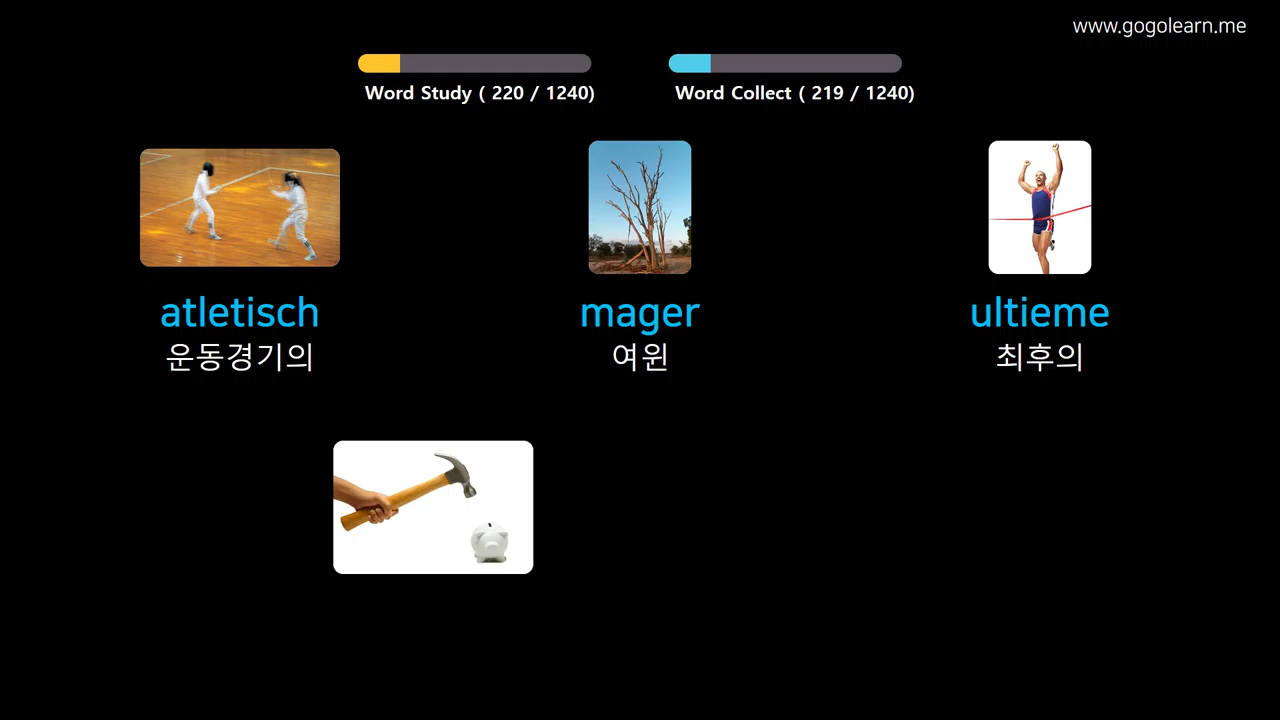 www.gogolearn.me
Word Study ( 220 / 1240)
Word Collect ( 219 / 1240)
atletisch
운동경기의
mager
여윈
ultieme
최후의